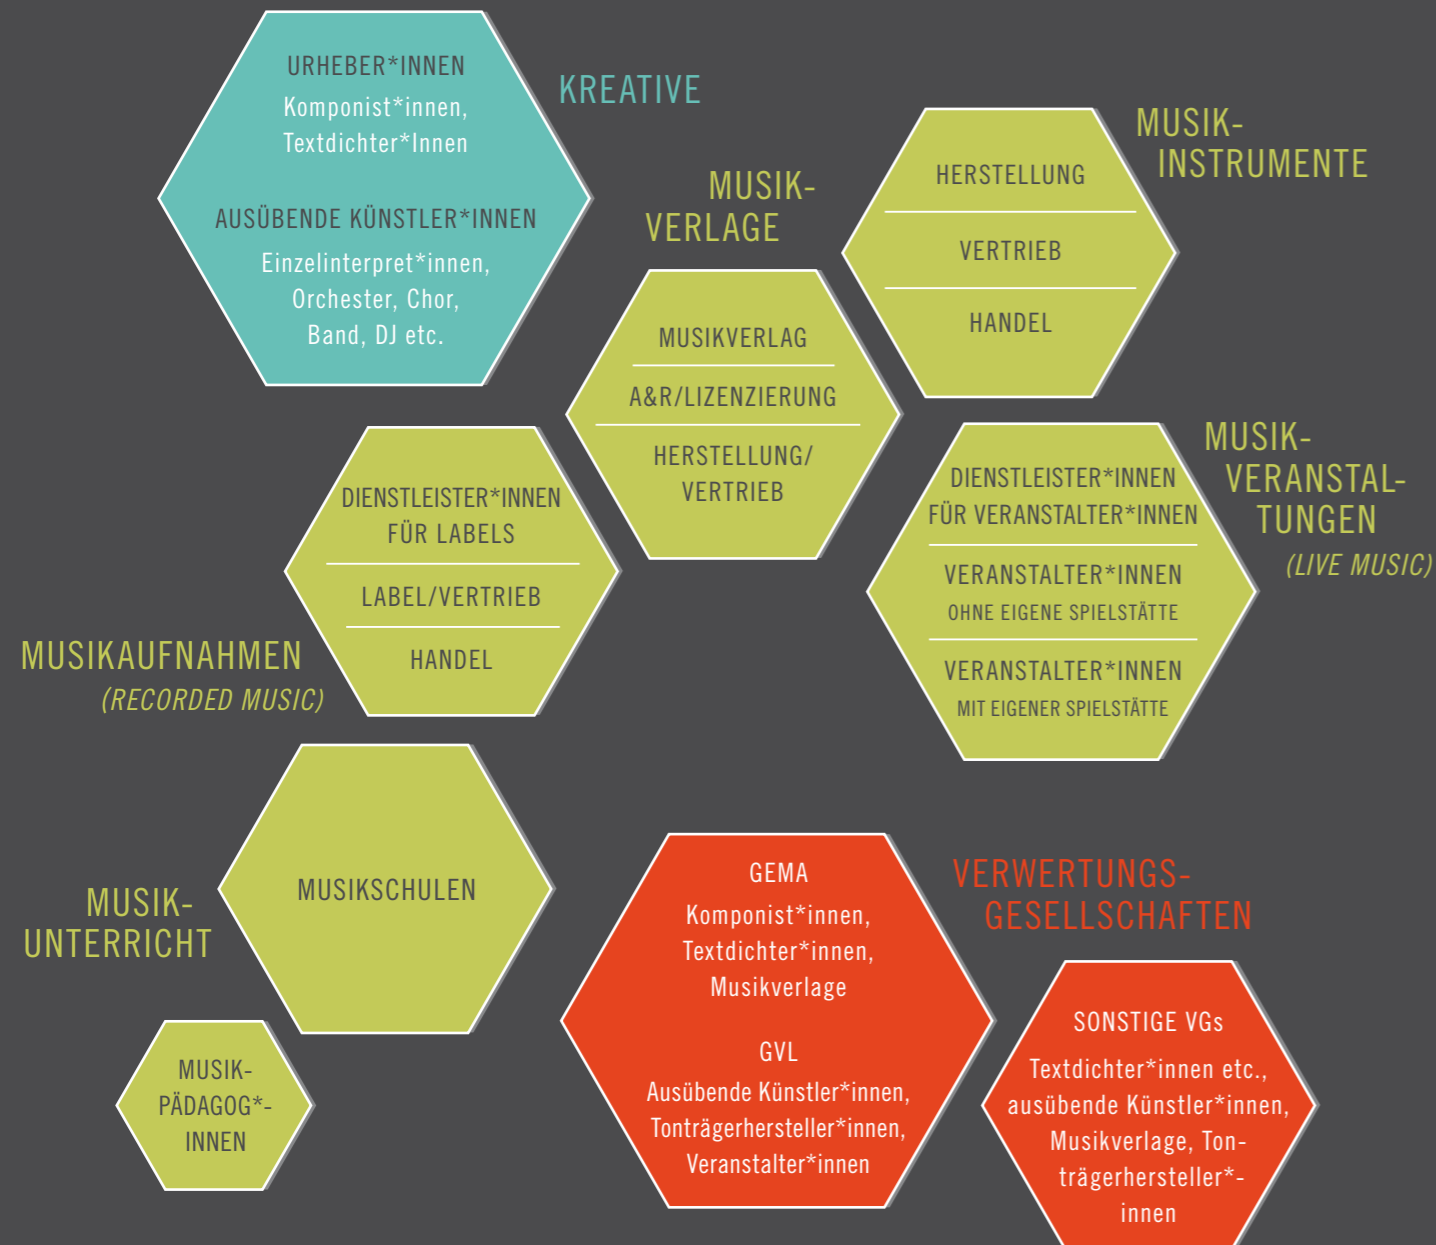 URHEBER*INNEN
Komponist*innen,
Textdichter*Innen
AUSÜBENDE KÜNSTLER*INNEN
Einzelinterpret*innen,
Orchester, Chor,
Band, DJ etc.
KREATIVE
MUSIK-
INSTRUMENTE
HERSTELLUNG
VERTRIEB
HANDEL
MUSIK-
VERLAGE
MUSIKVERLAG
A&R/LIZENZIERUNG
HERSTELLUNG/
VERTRIEB
MUSIK-
VERANSTAL-
TUNGEN
(LIVE MUSIC)
DIENSTLEISTER*INNEN
FÜR VERANSTALTER*INNEN
VERANSTALTER*INNEN
OHNE EIGENE SPIELSTÄTTE
VERANSTALTER*INNEN
MIT EIGENER SPIELSTÄTTE
DIENSTLEISTER*INNEN
FÜR LABELS
LABEL/VERTRIEB
HANDEL
MUSIKAUFNAHMEN
(RECORDED MUSIC)
MUSIKSCHULEN
MUSIK-
UNTERRICHT
MUSIK-
PÄDAGOG*-
INNEN
GEMA
Komponist*innen,
Textdichter*innen,
Musikverlage
GVL
Ausübende Künstler*innen,
Tonträgerhersteller*innen,
Veranstalter*innen
VERWERTUNGS-
GESELLSCHAFTEN
SONSTIGE VGs
Textdichter*innen etc.,
ausübende Künstler*innen,
Musikverlage, Ton-
trägerhersteller*-
innen